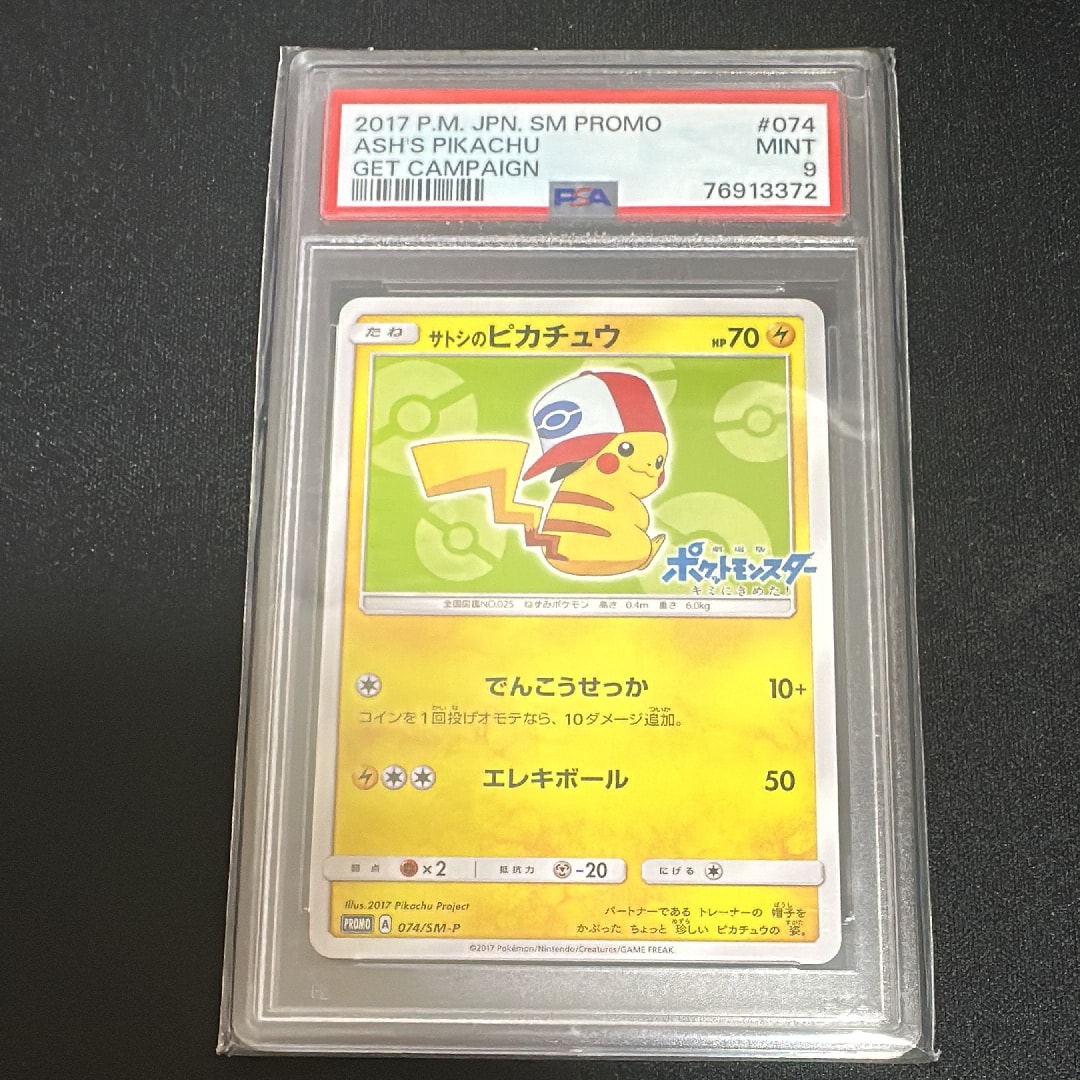 2017 P.M. JPN. SM PROMO #074
ASH'S PIKACHU MINT
GET CAMPAIGN 9
PSA 76913372
たね サトシのピカチュウ HP70
劇場版
ポケットモンスター
キミにきめた!
全国図鑑NO.025 ねずみポケモン 高さ 0.4m 重さ 6.0kg
でんこうせっか 10+
コインを1回投げオモテなら、10ダメージ追加。
エレキボール 50
弱点 ×2 抵抗力 -20 にげる
Illus.2017 Pikachu Project
PROMO A 074/SM-P
パートナーである トレーナーの 帽子を
かぶった ちょっと 珍しい ピカチュウの 姿。
©2017 Pokémon/Nintendo/Creatures/GAME FREAK.